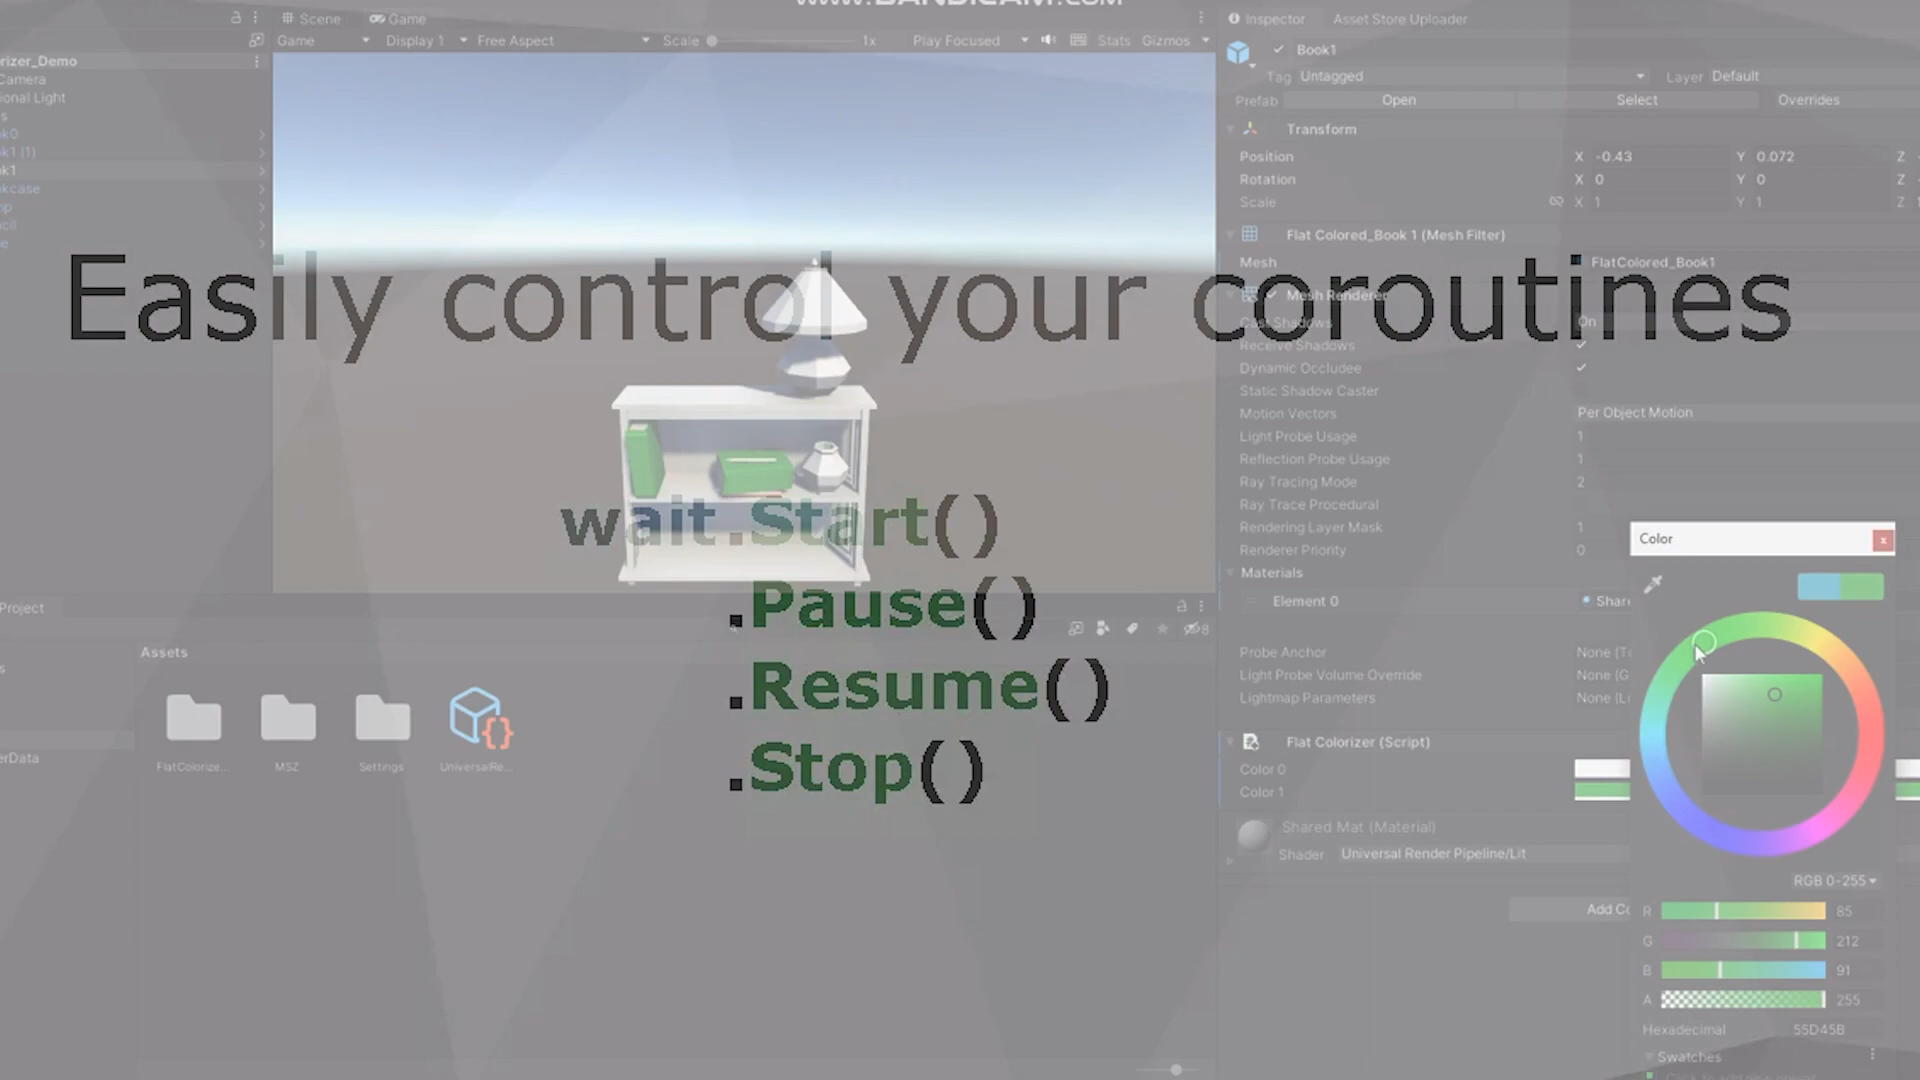 www.BANDICAM.com
Scene Game
Game Display 1 Free Aspect Scale 1x Play Focused Stats Gizmos
rizer_Demo
Camera
ional Light
s
k0
k1 (1)
k1
kcase
np
cil
e
Inspector Asset Store Uploader
Book1
Tag Untagged Layer Default
Prefab Open Select Overrides
Transform
Position X -0.43 Y 0.072 Z
Rotation X 0 Y 0 Z
Scale X 1 Y 1 Z
Flat Colored_Book 1 (Mesh Filter)
Mesh FlatColored_Book1
Easily control your coroutines
Mesh Renderer
Cast Shadows On
Receive Shadows
Dynamic Occludee
Static Shadow Caster
Motion Vectors Per Object Motion
Light Probe Usage 1
Reflection Probe Usage 1
Ray Tracing Mode 2
Ray Trace Procedural
Rendering Layer Mask 1
Renderer Priority 0
Materials
Element 0 Share
Probe Anchor None (Tr
Light Probe Volume Override None (G
Lightmap Parameters None (Li
Flat Colorizer (Script)
Color 0
Color 1
Shared Mat (Material)
Shader Universal Render Pipeline/Lit
Add Co
wait.Start()
.Pause()
.Resume()
.Stop()
Project
8
Assets
s
erData
FlatColorize... MSZ Settings UniversalRe...
Color
x
RGB 0-255
R 85
G 212
B 91
A 255
Hexadecimal 55D45B
Swatches